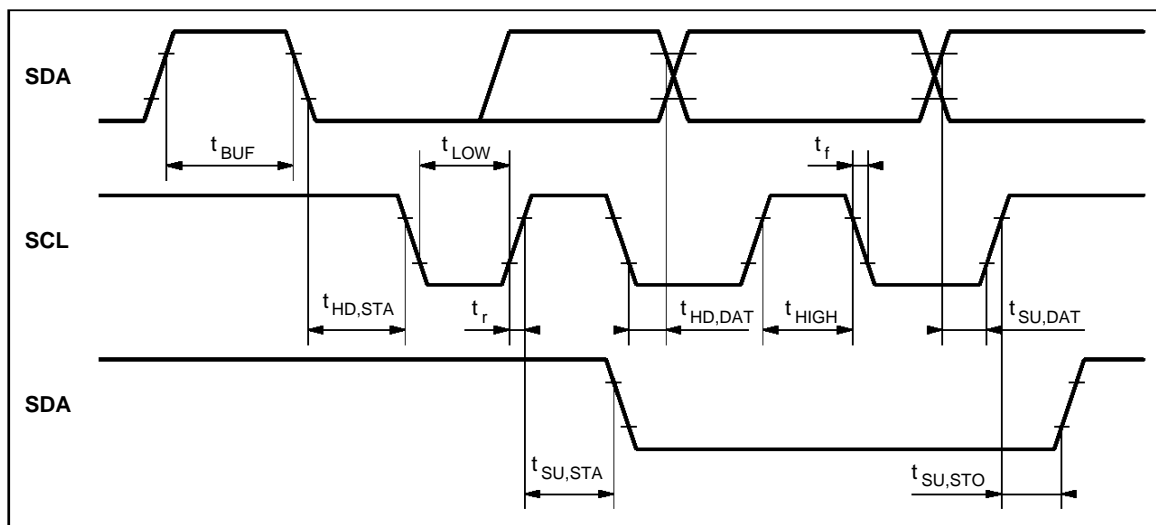 SDA
t BUF
t LOW
t f
SCL
t HD,STA
t r
t HD,DAT
t HIGH
t SU,DAT
SDA
t SU,STA
t SU,STO